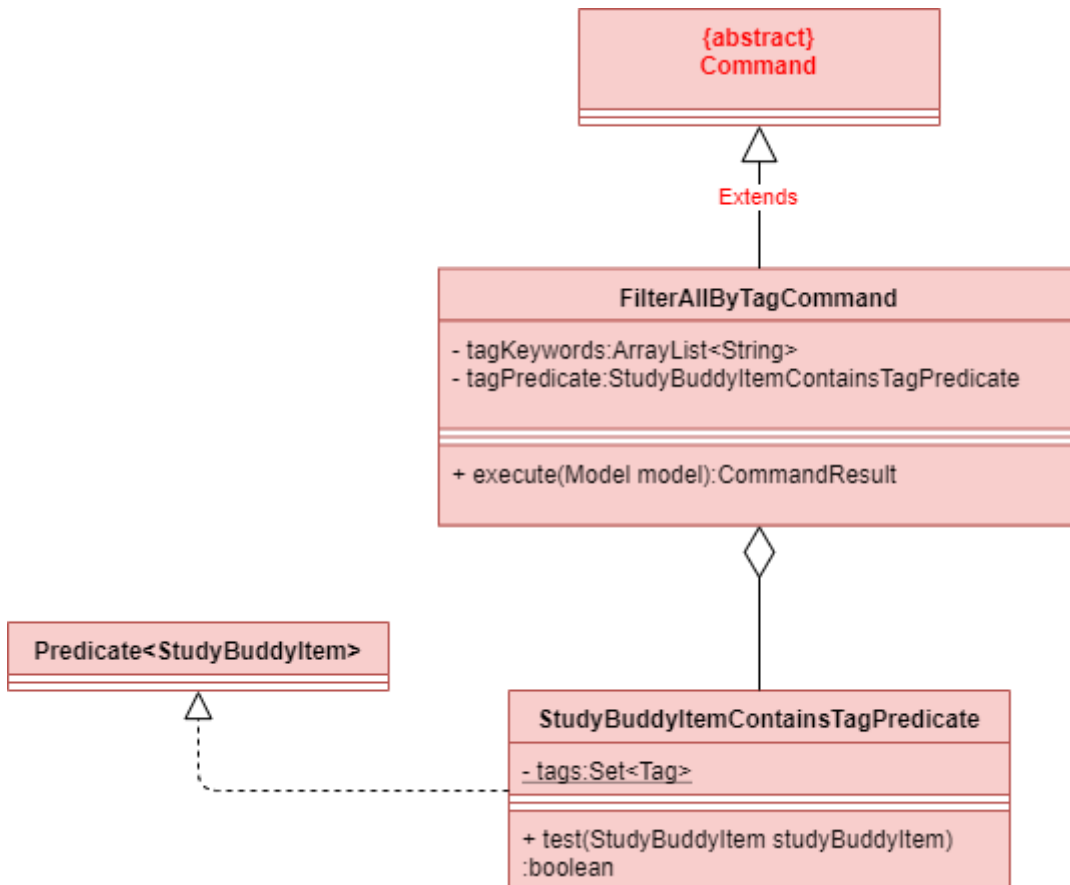 {abstract}
Command
Extends
FilterAllByTagCommand
- tagKeywords:ArrayList<String>
- tagPredicate:StudyBuddyItemContainsTagPredicate
+ execute(Model model):CommandResult
Predicate<StudyBuddyItem>
StudyBuddyItemContainsTagPredicate
- tags:Set<Tag>
+ test(StudyBuddyItem studyBuddyItem)
:boolean